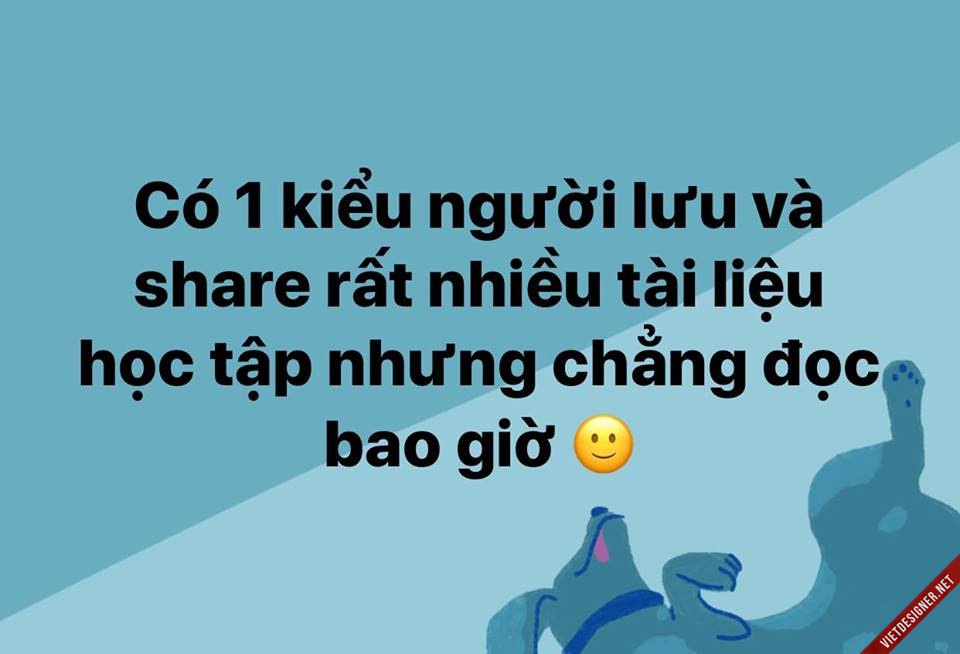 Có 1 kiểu người lưu và
share rất nhiều tài liệu
học tập nhưng chẳng đọc
bao giờ 🙂
VIETDESIGNER.NET